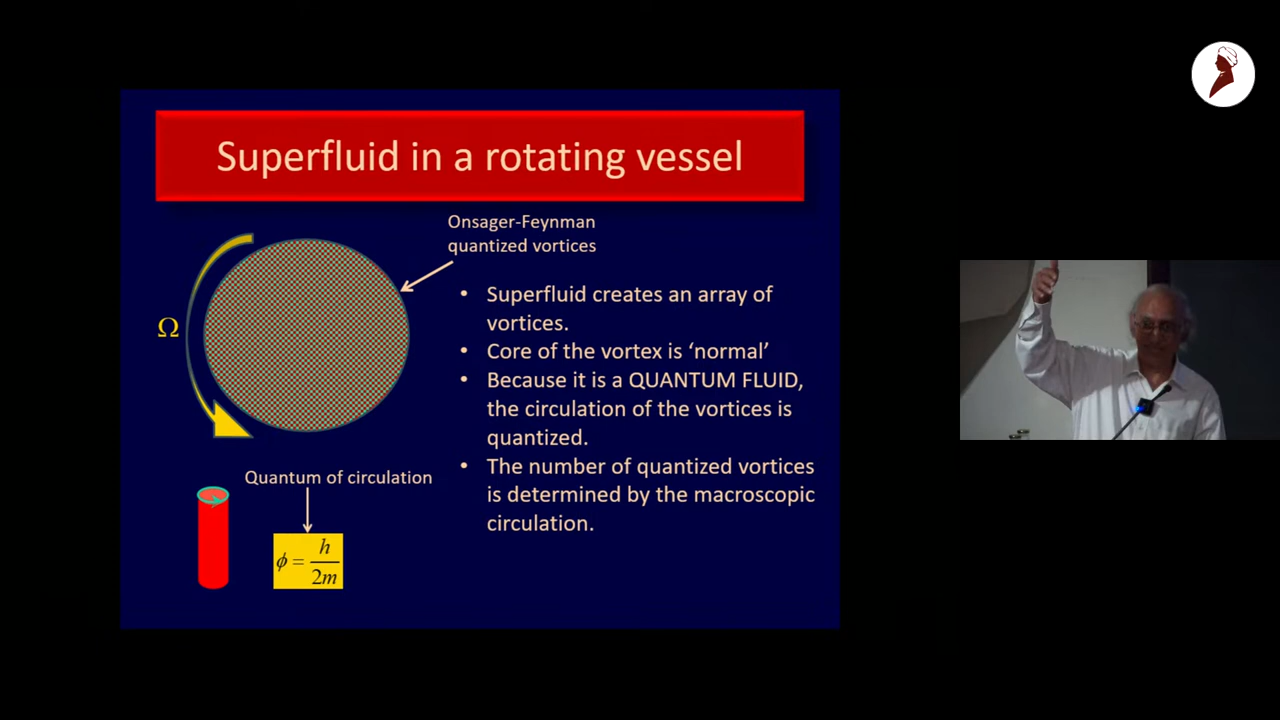 Superfluid in a rotating vessel
Onsager-Feynman
quantized vortices
Ω
• Superfluid creates an array of
vortices.
• Core of the vortex is ‘normal’
• Because it is a QUANTUM FLUID,
the circulation of the vortices is
quantized.
• The number of quantized vortices
is determined by the macroscopic
circulation.
Quantum of circulation
ϕ = h / 2m